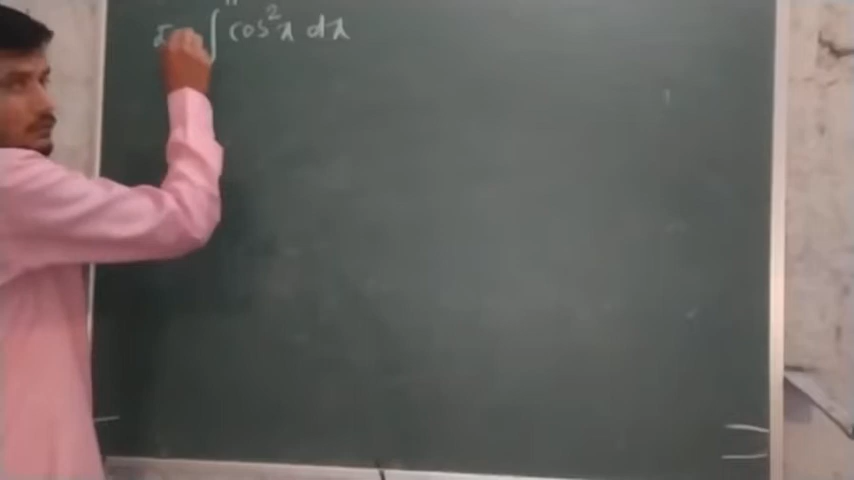 ∫ cos²x dx